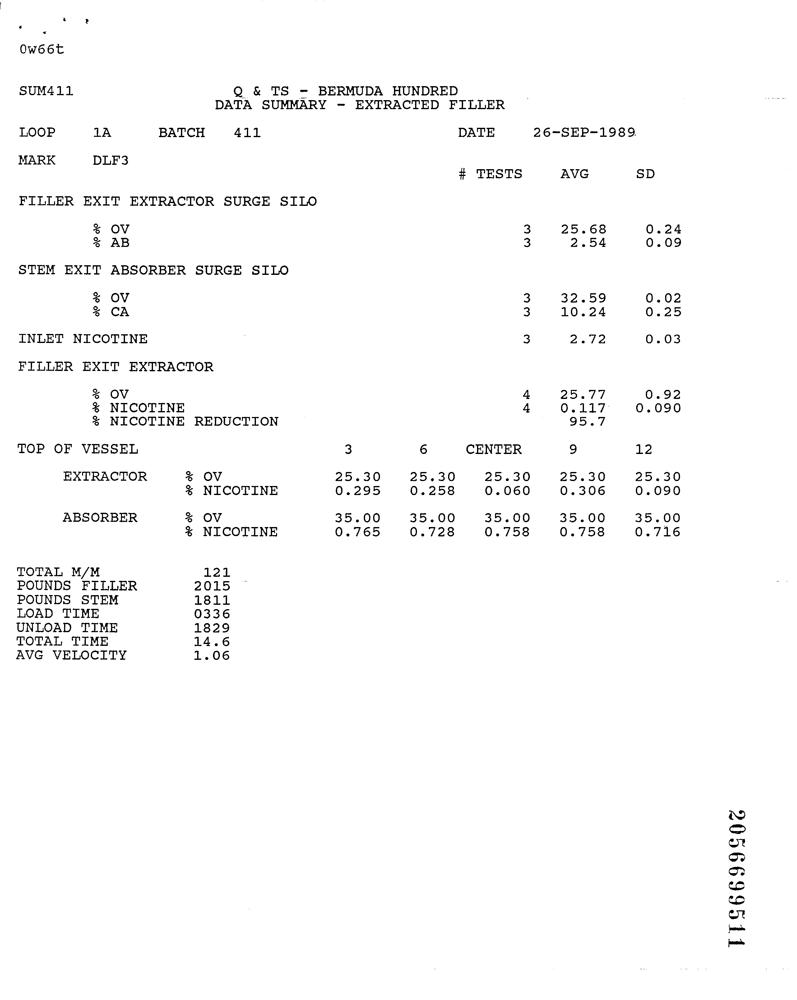 0w66t
SUM411 Q & TS - BERMUDA HUNDRED
DATA SUMMARY - EXTRACTED FILLER
LOOP 1A BATCH 411 DATE 26-SEP-1989
MARK DLF3
# TESTS AVG SD
FILLER EXIT EXTRACTOR SURGE SILO
% OV 3 25.68 0.24
% AB 3 2.54 0.09
STEM EXIT ABSORBER SURGE SILO
% OV 3 32.59 0.02
% CA 3 10.24 0.25
INLET NICOTINE 3 2.72 0.03
FILLER EXIT EXTRACTOR
% OV 4 25.77 0.92
% NICOTINE 4 0.117 0.090
% NICOTINE REDUCTION 95.7
TOP OF VESSEL 3 6 CENTER 9 12
EXTRACTOR % OV 25.30 25.30 25.30 25.30 25.30
% NICOTINE 0.295 0.258 0.060 0.306 0.090
ABSORBER % OV 35.00 35.00 35.00 35.00 35.00
% NICOTINE 0.765 0.728 0.758 0.758 0.716
TOTAL M/M 121
POUNDS FILLER 2015
POUNDS STEM 1811
LOAD TIME 0336
UNLOAD TIME 1829
TOTAL TIME 14.6
AVG VELOCITY 1.06
2056699511